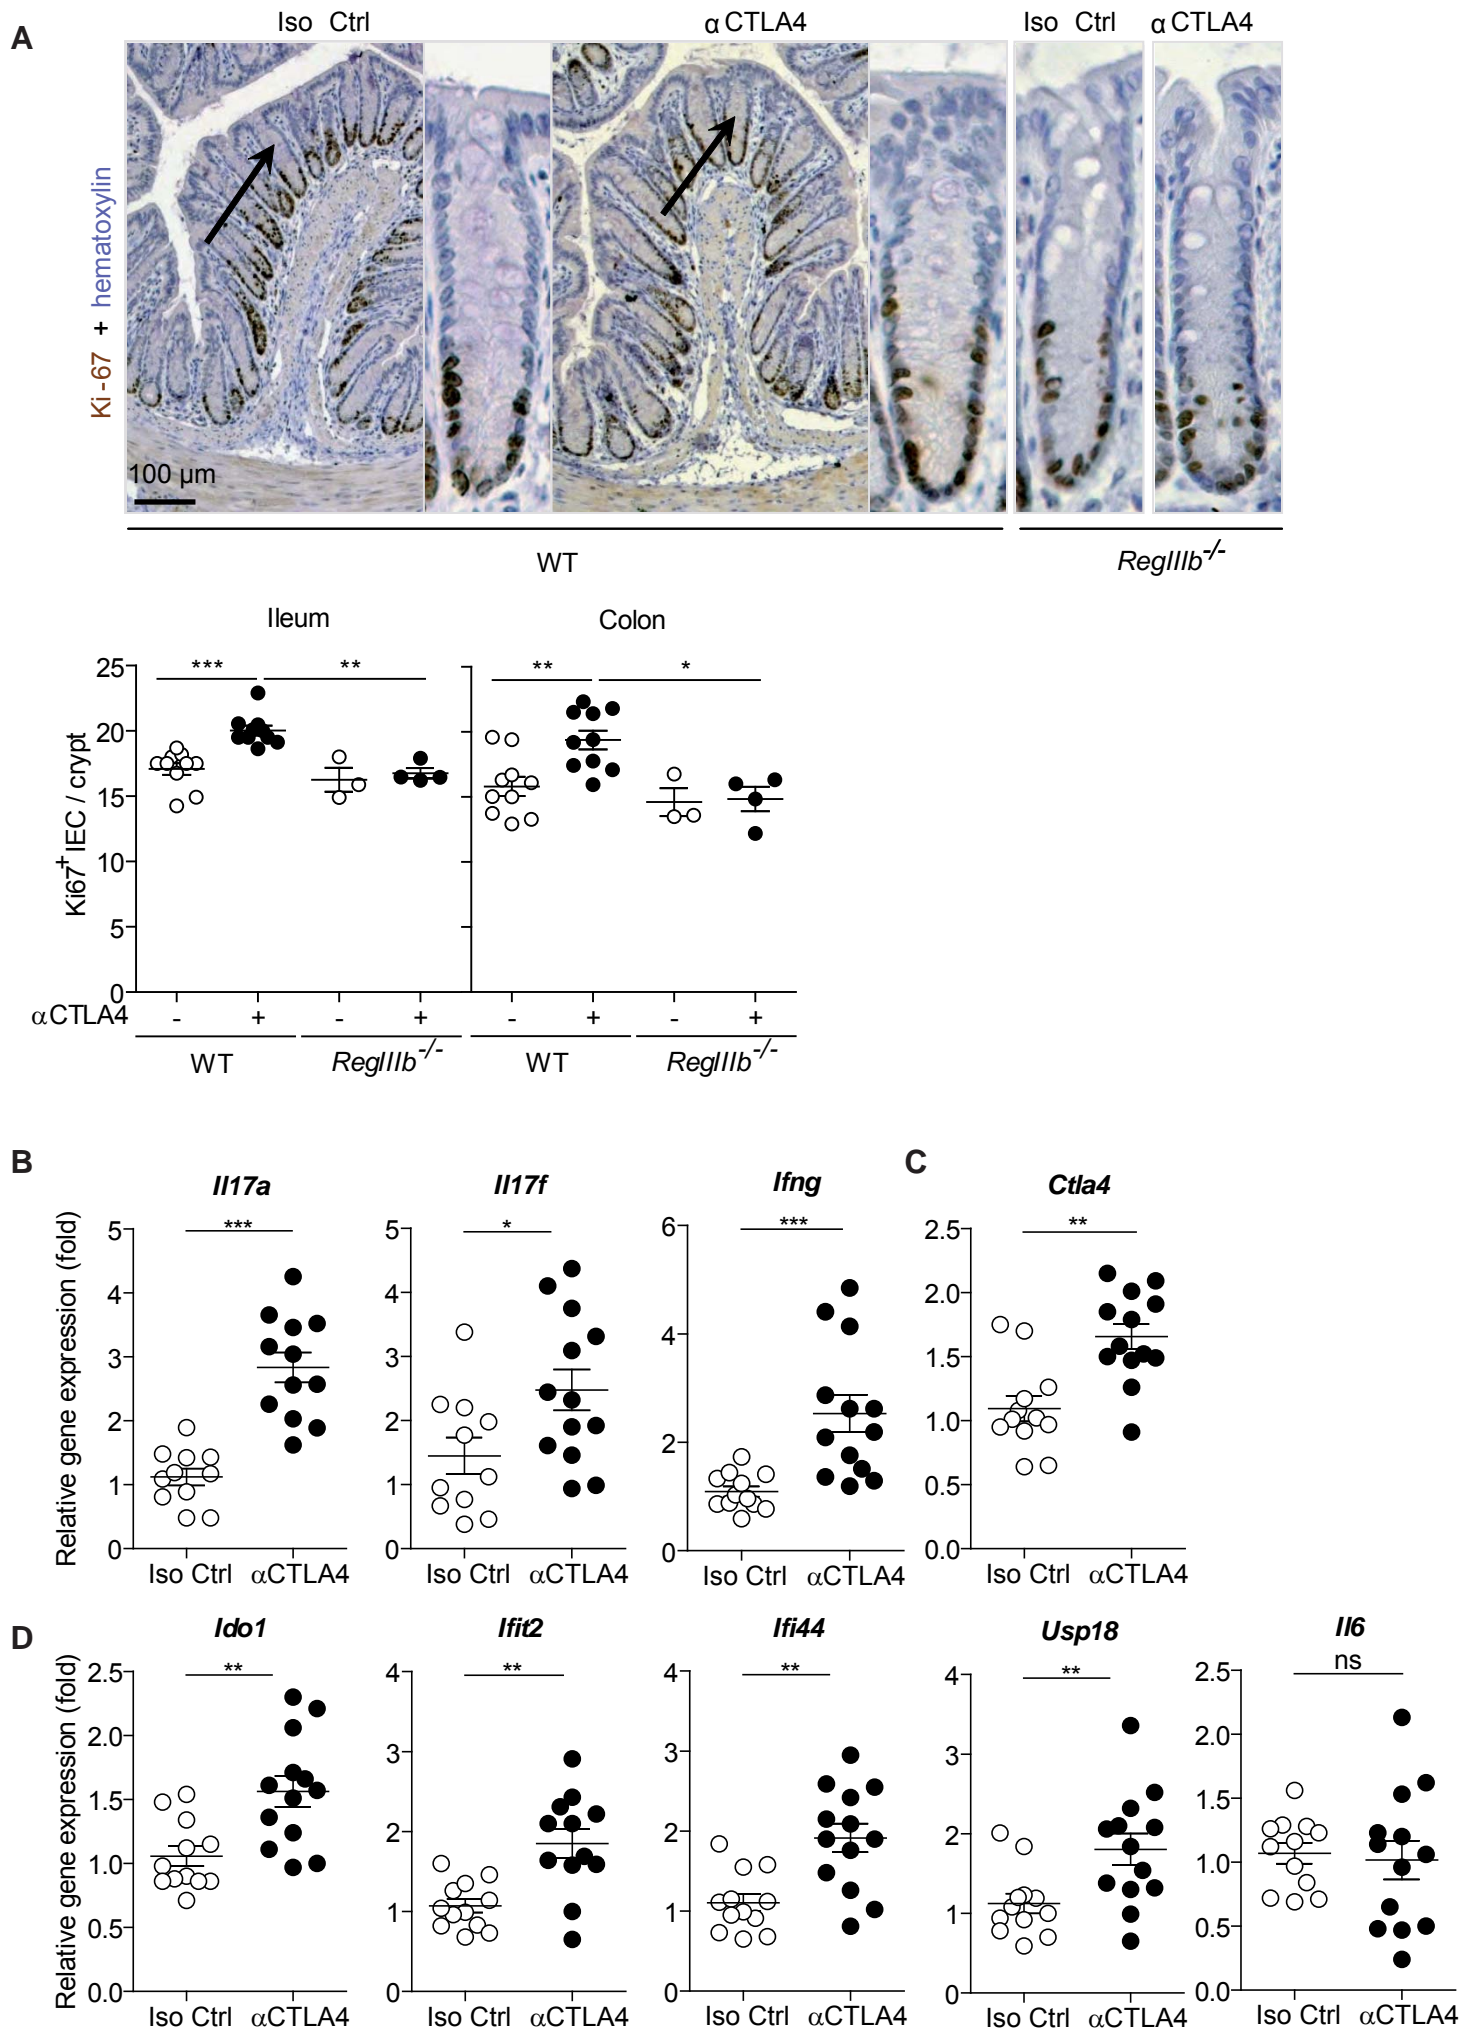 A
Iso Ctrl
αCTLA4
Iso Ctrl
αCTLA4
Ki-67 + hematoxylin
100 µm
WT
RegIIIb-/-
Ileum
Colon
Ki67+ IEC / crypt
25
20
15
10
5
0
***
**
**
*
αCTLA4
- + - + - + - +
WT
RegIIIb-/-
WT
RegIIIb-/-
B
Il17a
Il17f
Ifng
C
Ctla4
Relative gene expression (fold)
***
5
4
3
2
1
0
Iso Ctrl αCTLA4
*
5
4
3
2
1
0
Iso Ctrl αCTLA4
***
6
4
2
0
Iso Ctrl αCTLA4
**
2.5
2.0
1.5
1.0
0.5
0.0
Iso Ctrl αCTLA4
D
Ido1
Ifit2
Ifi44
Usp18
Il6
Relative gene expression (fold)
**
2.5
2.0
1.5
1.0
0.5
0.0
Iso Ctrl αCTLA4
**
4
3
2
1
0
Iso Ctrl αCTLA4
**
4
3
2
1
0
Iso Ctrl αCTLA4
**
4
3
2
1
0
Iso Ctrl αCTLA4
ns
2.5
2.0
1.5
1.0
0.5
0.0
Iso Ctrl αCTLA4